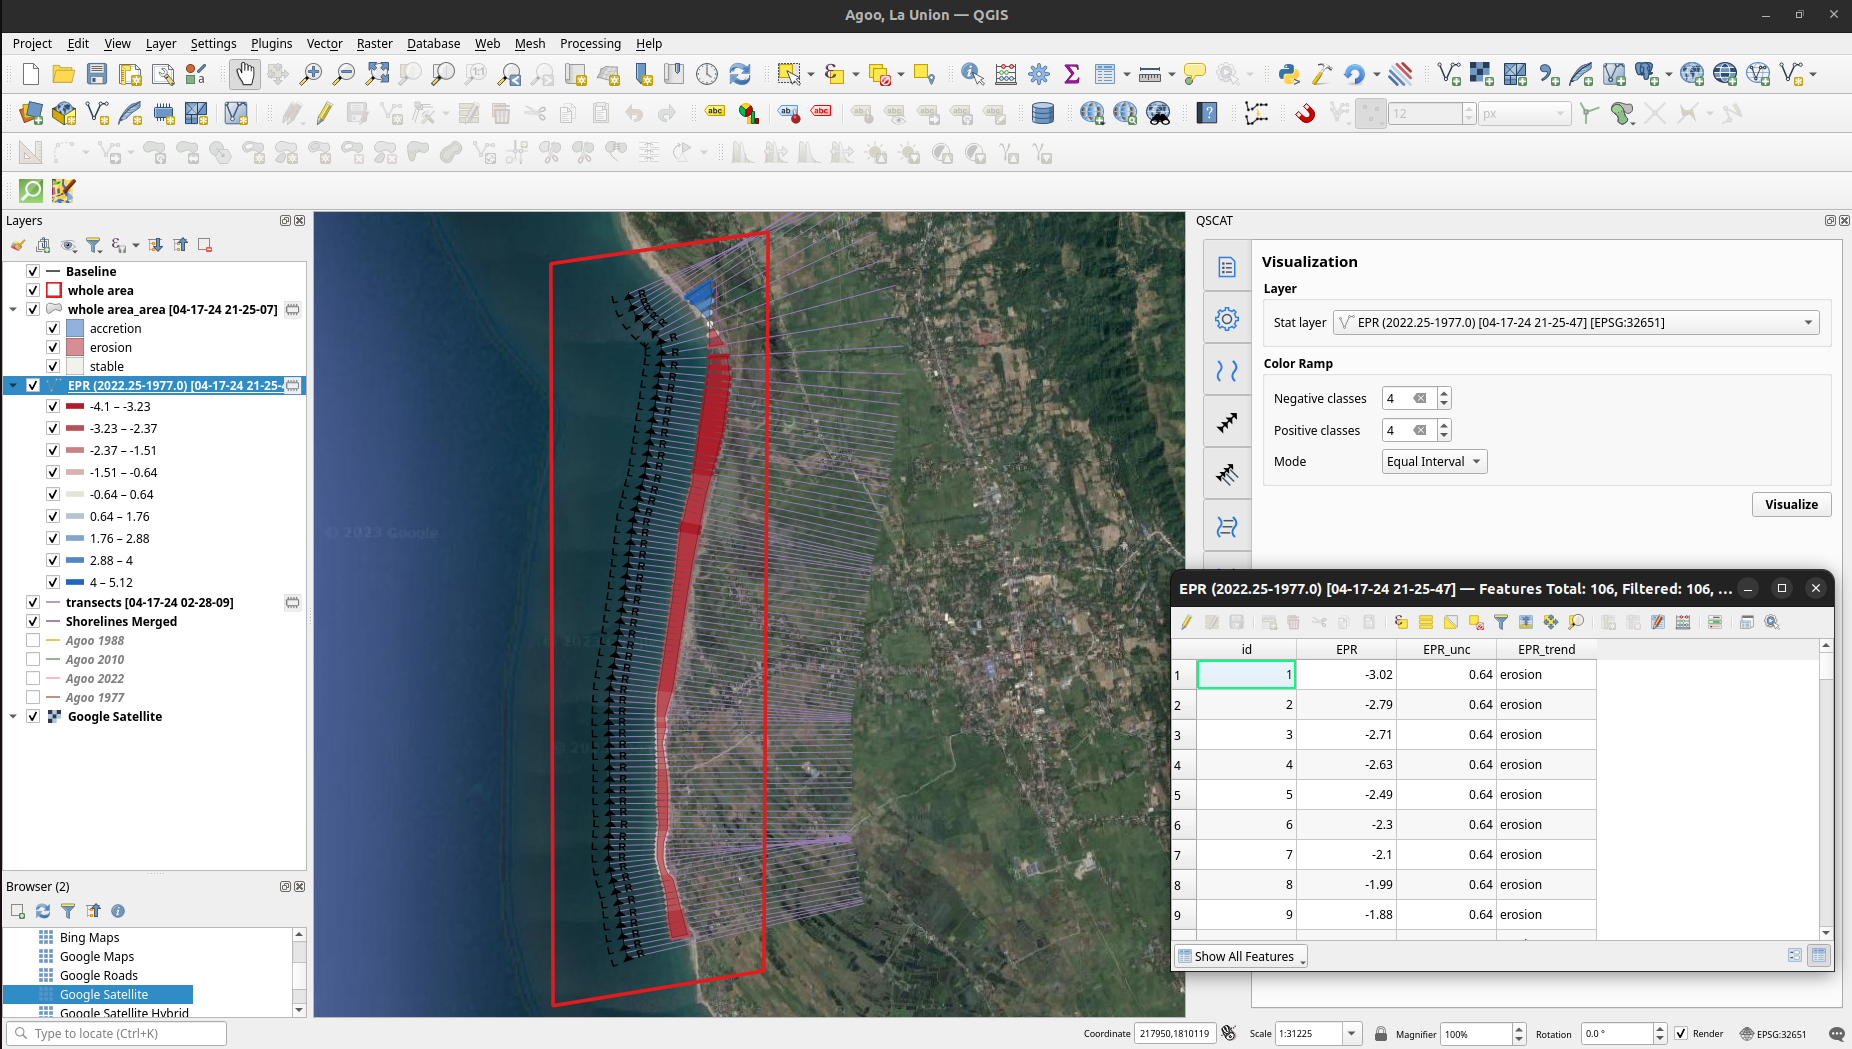 Agoo, La Union — QGIS
Project Edit View Layer Settings Plugins Vector Raster Database Web Mesh Processing Help
12
px
Layers
Baseline
whole area
whole area_area [04-17-24 21-25-07]
accretion
erosion
stable
EPR (2022.25-1977.0) [04-17-24 21-25-
-4.1 – -3.23
-3.23 – -2.37
-2.37 – -1.51
-1.51 – -0.64
-0.64 – 0.64
0.64 – 1.76
1.76 – 2.88
2.88 – 4
4 – 5.12
transects [04-17-24 02-28-09]
Shorelines Merged
Agoo 1988
Agoo 2010
Agoo 2022
Agoo 1977
Google Satellite
Browser (2)
Bing Maps
Google Maps
Google Roads
Google Satellite
Google Satellite Hybrid
Type to locate (Ctrl+K)
© 2023 Google
QSCAT
Visualization
Layer
Stat layer EPR (2022.25-1977.0) [04-17-24 21-25-47] [EPSG:32651]
Color Ramp
Negative classes 4
Positive classes 4
Mode Equal Interval
Visualize
EPR (2022.25-1977.0) [04-17-24 21-25-47] — Features Total: 106, Filtered: 106, ...
id EPR EPR_unc EPR_trend
1 1 -3.02 0.64 erosion
2 2 -2.79 0.64 erosion
3 3 -2.71 0.64 erosion
4 4 -2.63 0.64 erosion
5 5 -2.49 0.64 erosion
6 6 -2.3 0.64 erosion
7 7 -2.1 0.64 erosion
8 8 -1.99 0.64 erosion
9 9 -1.88 0.64 erosion
Show All Features
Coordinate 217950,1810119 Scale 1:31225 Magnifier 100% Rotation 0.0 ° Render EPSG:32651